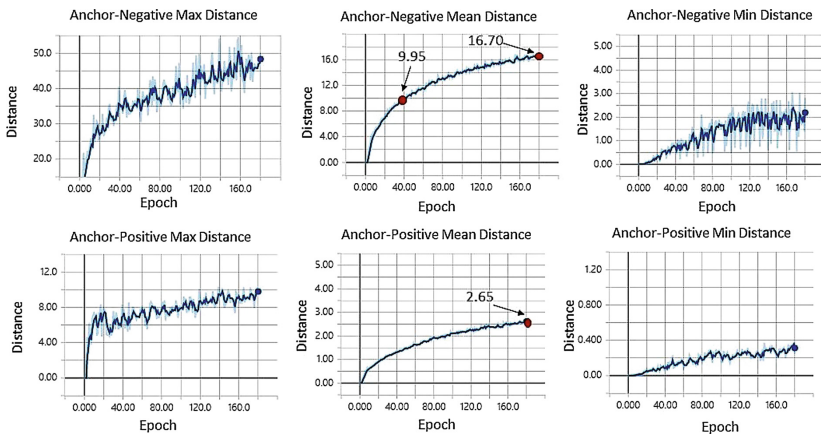 Anchor-Negative Max Distance
50.0
40.0
30.0
20.0
Distance
0.000 40.00 80.00 120.0 160.0
Epoch
Anchor-Negative Mean Distance
16.70
9.95
16.0
12.0
8.00
4.00
0.00
Distance
0.000 40.00 80.00 120.00 160.0
Epoch
Anchor-Negative Min Distance
5.00
4.00
3.00
2.00
1.00
0.00
Distance
0.000 40.00 80.00 120.0 160.0
Epoch
Anchor-Positive Max Distance
12.0
8.00
4.00
0.00
Distance
0.000 40.00 80.00 120.0 160.0
Epoch
Anchor-Positive Mean Distance
2.65
5.00
4.00
3.00
2.00
1.00
0.00
Distance
0.000 40.00 80.00 120.0 160.0
Epoch
Anchor-Positive Min Distance
120
0.800
0.400
0.00
Distance
0.000 40.00 80.00 120.0 160.0
Epoch